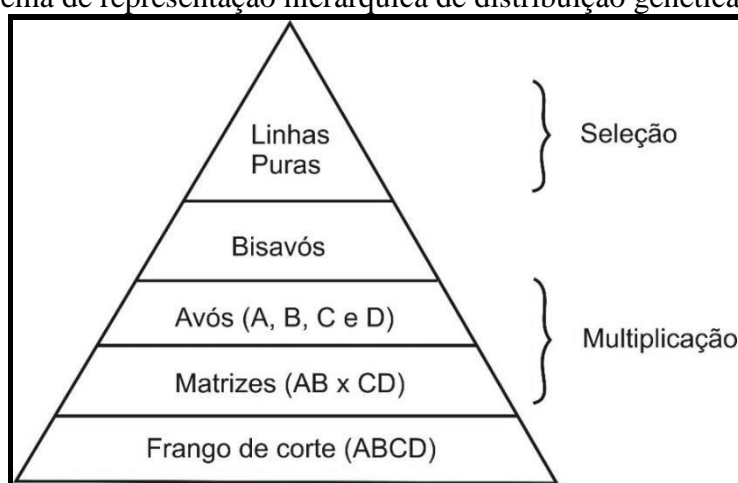 ema de representação hierárquica de distribuição genética
Linhas
Puras
Seleção
Bisavós
Avós (A, B, C e D)
Multiplicação
Matrizes (AB x CD)
Frango de corte (ABCD)